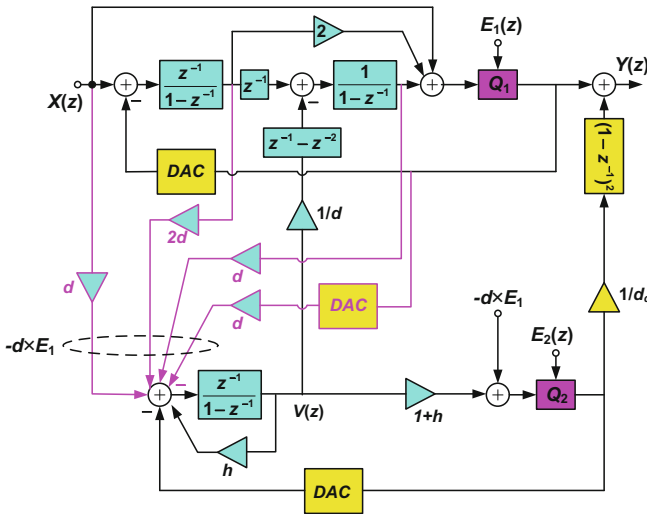 2
E₁(z)
Y(z)
X(z)
z⁻¹
1−z⁻¹
z⁻¹
1
1−z⁻¹
Q₁
−
−
z⁻¹−z⁻²
(1−z⁻¹)²
DAC
2d
1/d
d
d
d
DAC
1/d
-d×E₁
-d×E₁
E₂(z)
−
−
z⁻¹
1−z⁻¹
V(z)
1+h
Q₂
h
DAC